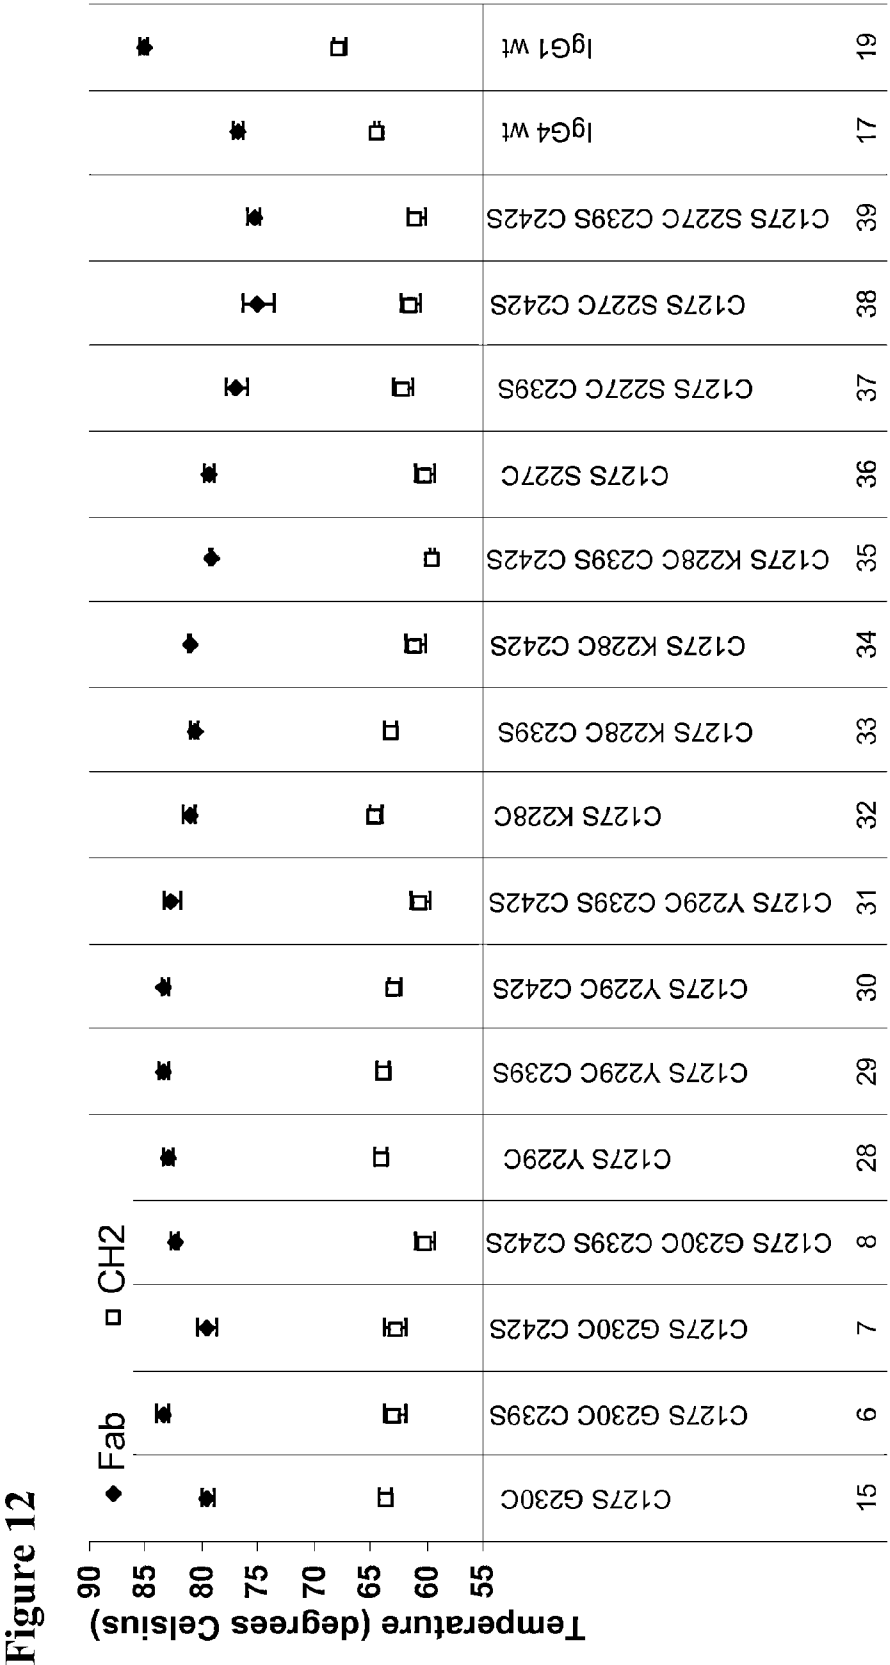 Figure 12
Temperature (degrees Celsius)
90
85
80
75
70
65
60
55
Fab
CH2
C127S G230C
C127S G230C C239S
C127S G230C C242S
C127S G230C C239S C242S
C127S Y229C
C127S Y229C C239S
C127S Y229C C242S
C127S Y229C C239S C242S
C127S K228C
C127S K228C C239S
C127S K228C C242S
C127S K228C C239S C242S
C127S S227C
C127S S227C C239S
C127S S227C C242S
C127S S227C C239S C242S
IgG4 wt
IgG1 wt
15
6
7
8
28
29
30
31
32
33
34
35
36
37
38
39
17
19